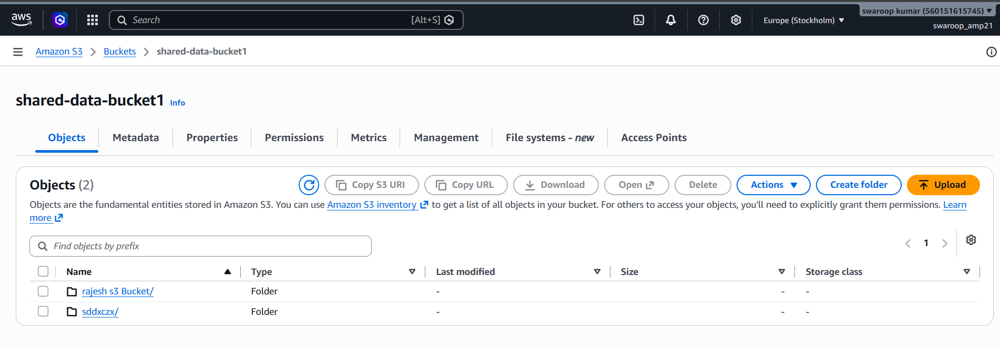 aws Search [Alt+S] Europe (Stockholm) swaroop kumar (560151615745)
swaroop_amp21
Amazon S3 Buckets shared-data-bucket1
shared-data-bucket1 Info
Objects Metadata Properties Permissions Metrics Management File systems - new Access Points
Objects (2) Copy S3 URI Copy URL Download Open Delete Actions Create folder Upload
Objects are the fundamental entities stored in Amazon S3. You can use Amazon S3 inventory to get a list of all objects in your bucket. For others to access your objects, you'll need to explicitly grant them permissions. Learn
more
Find objects by prefix 1
Name Type Last modified Size Storage class
rajesh s3 Bucket/ Folder - - -
sddxczx/ Folder - - -